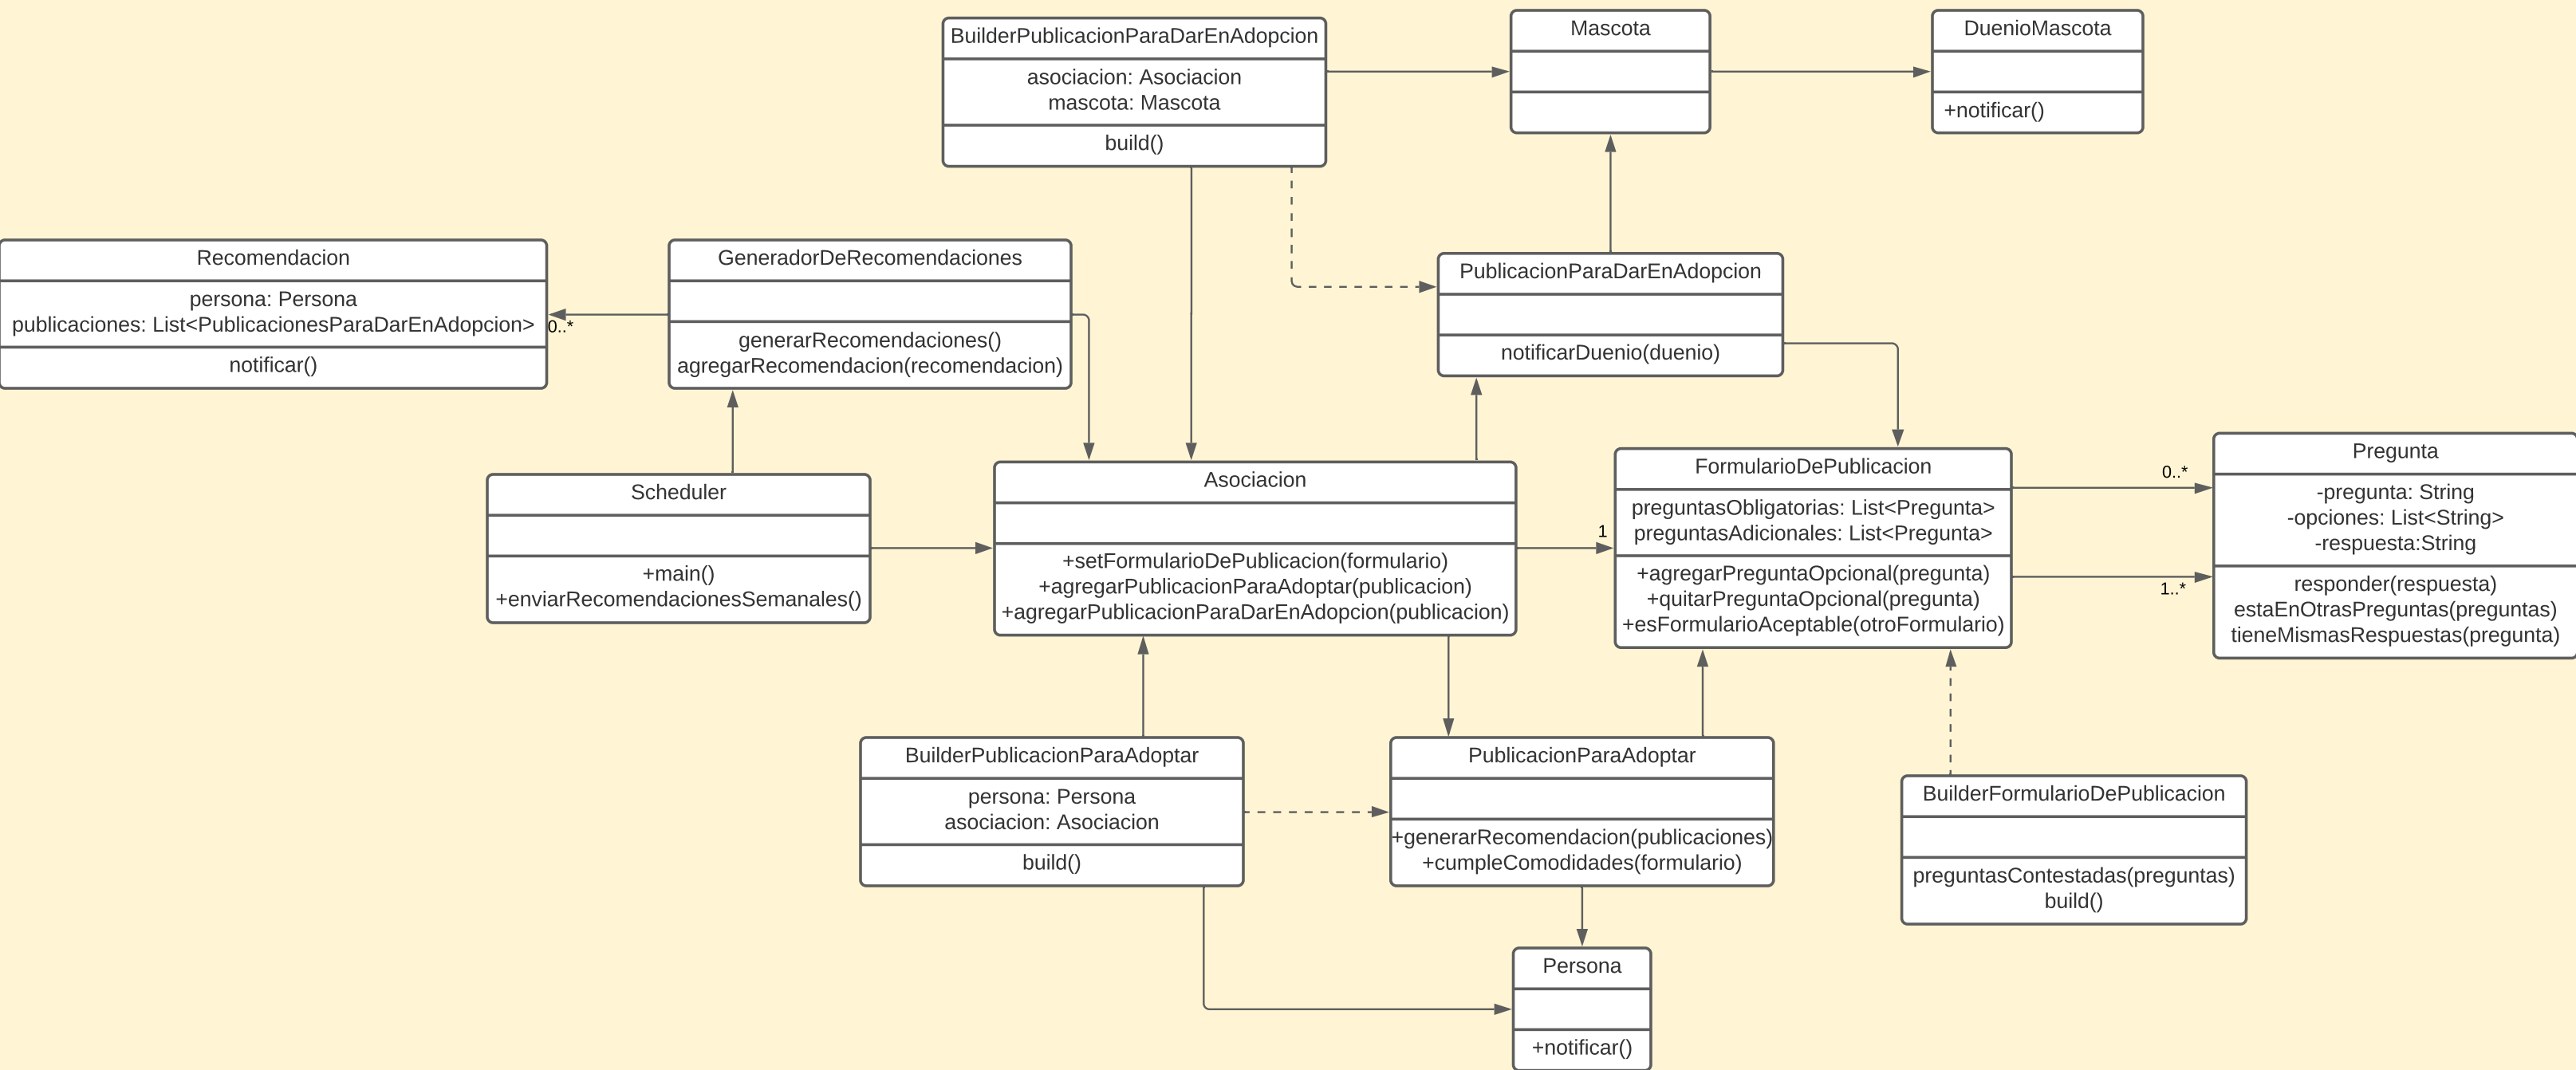 BuilderPublicacionParaDarEnAdopcion
asociacion: Asociacion
mascota: Mascota
build()
Mascota
DuenioMascota
+notificar()
Recomendacion
persona: Persona
publicaciones: List<PublicacionesParaDarEnAdopcion>
notificar()
0..*
GeneradorDeRecomendaciones
generarRecomendaciones()
agregarRecomendacion(recomendacion)
PublicacionParaDarEnAdopcion
notificarDuenio(duenio)
Scheduler
+main()
+enviarRecomendacionesSemanales()
Asociacion
+setFormularioDePublicacion(formulario)
+agregarPublicacionParaAdoptar(publicacion)
+agregarPublicacionParaDarEnAdopcion(publicacion)
1
FormularioDePublicacion
preguntasObligatorias: List<Pregunta>
preguntasAdicionales: List<Pregunta>
+agregarPreguntaOpcional(pregunta)
+quitarPreguntaOpcional(pregunta)
+esFormularioAceptable(otroFormulario)
0..*
1..*
Pregunta
-pregunta: String
-opciones: List<String>
-respuesta:String
responder(respuesta)
estaEnOtrasPreguntas(preguntas)
tieneMismasRespuestas(pregunta)
BuilderPublicacionParaAdoptar
persona: Persona
asociacion: Asociacion
build()
PublicacionParaAdoptar
+generarRecomendacion(publicaciones)
+cumpleComodidades(formulario)
BuilderFormularioDePublicacion
preguntasContestadas(preguntas)
build()
Persona
+notificar()